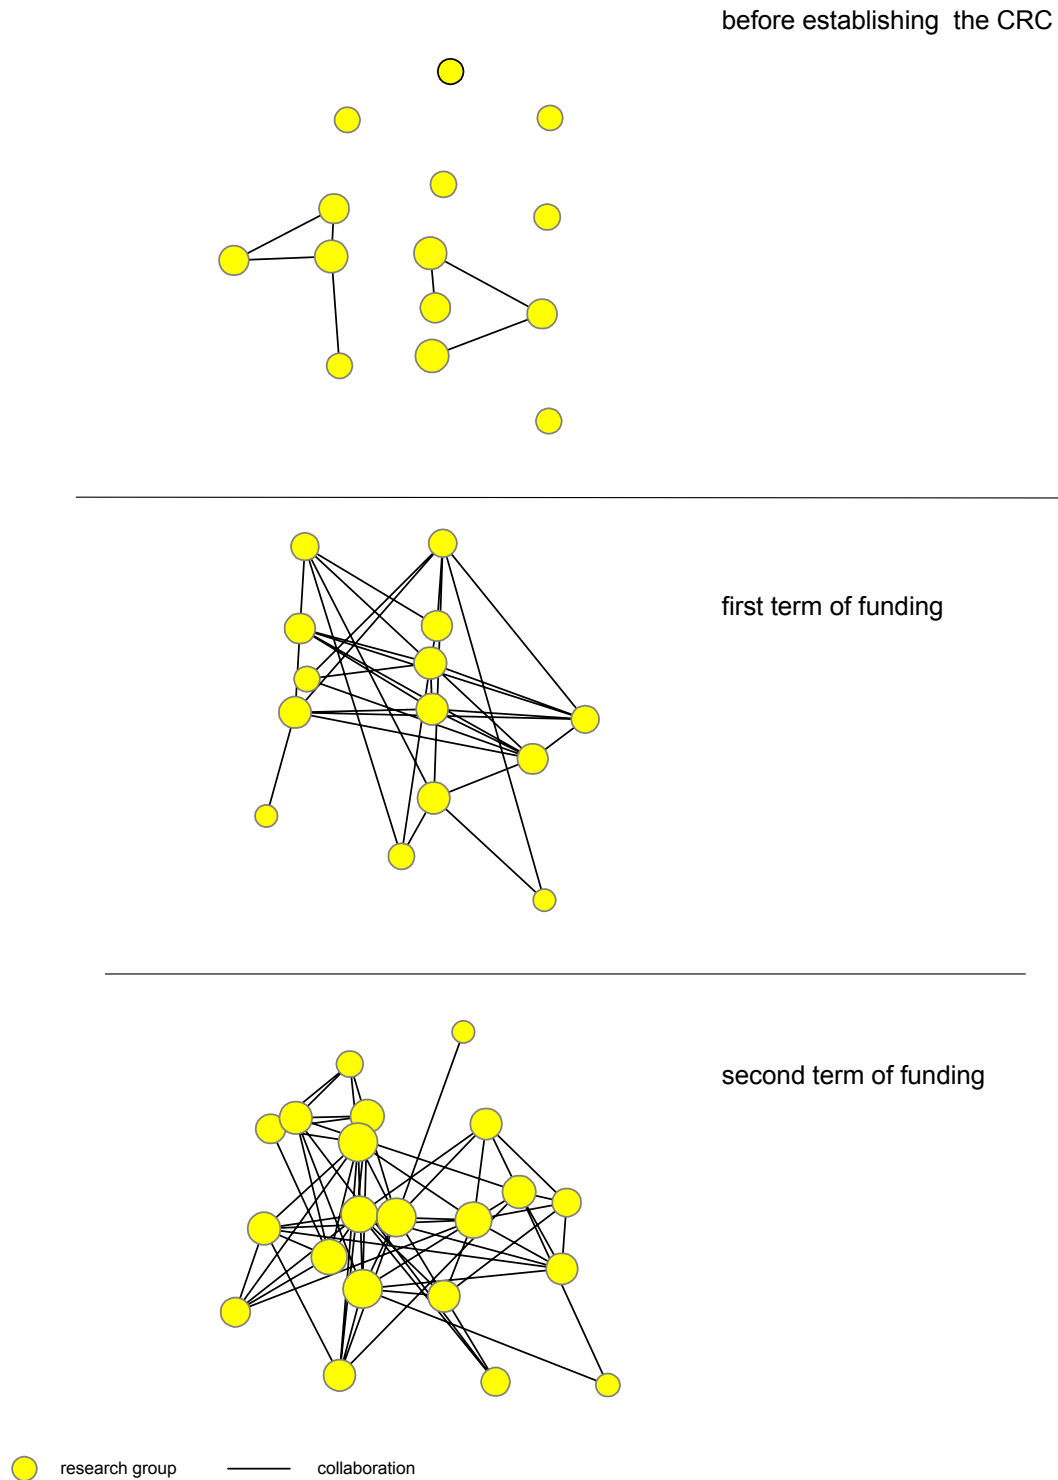 before establishing  the CRC
first term of funding
second term of funding
research group
collaboration